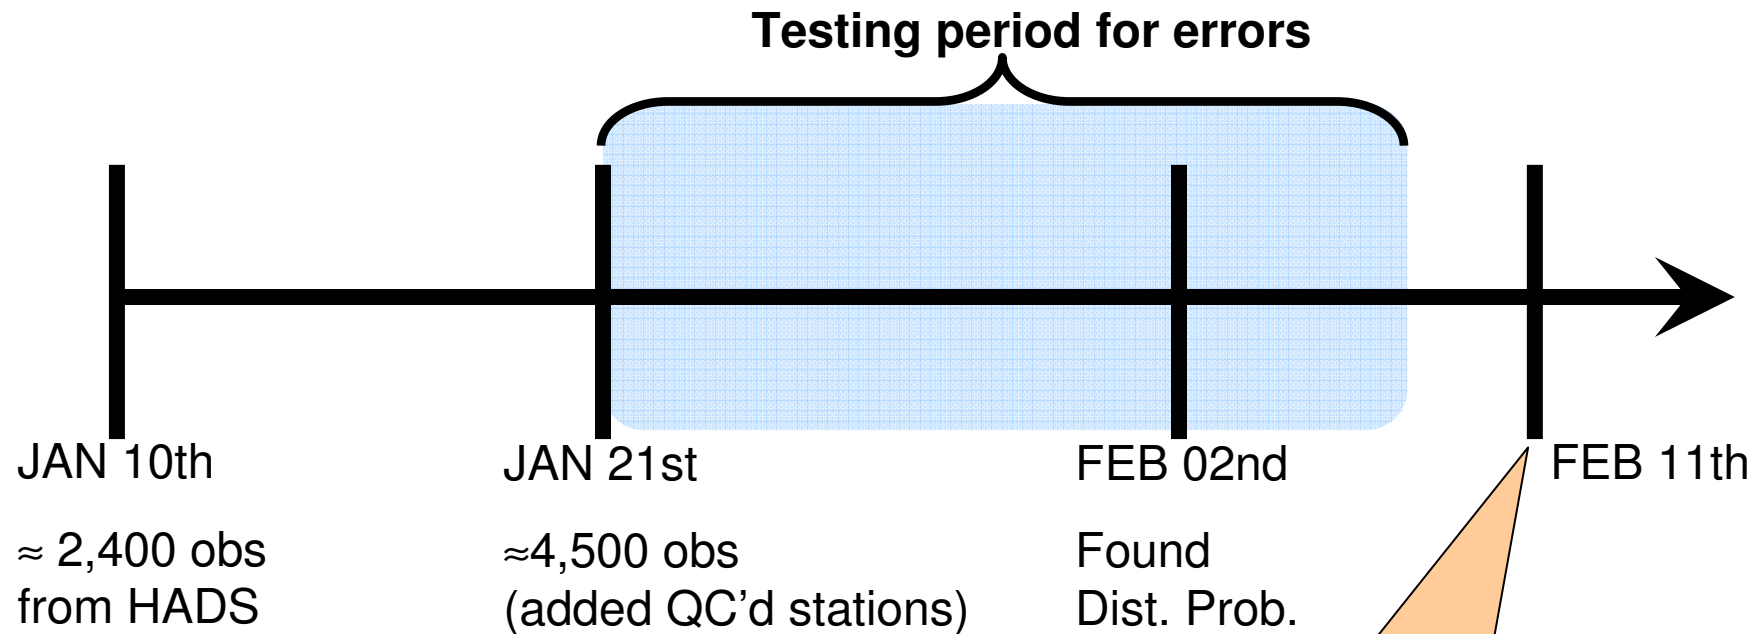 Testing period for errors
JAN 10th
JAN 21st
FEB 02nd
FEB 11th
≈ 2,400 obs
from HADS
≈4,500 obs
(added QC’d stations)
Found
Dist. Prob.